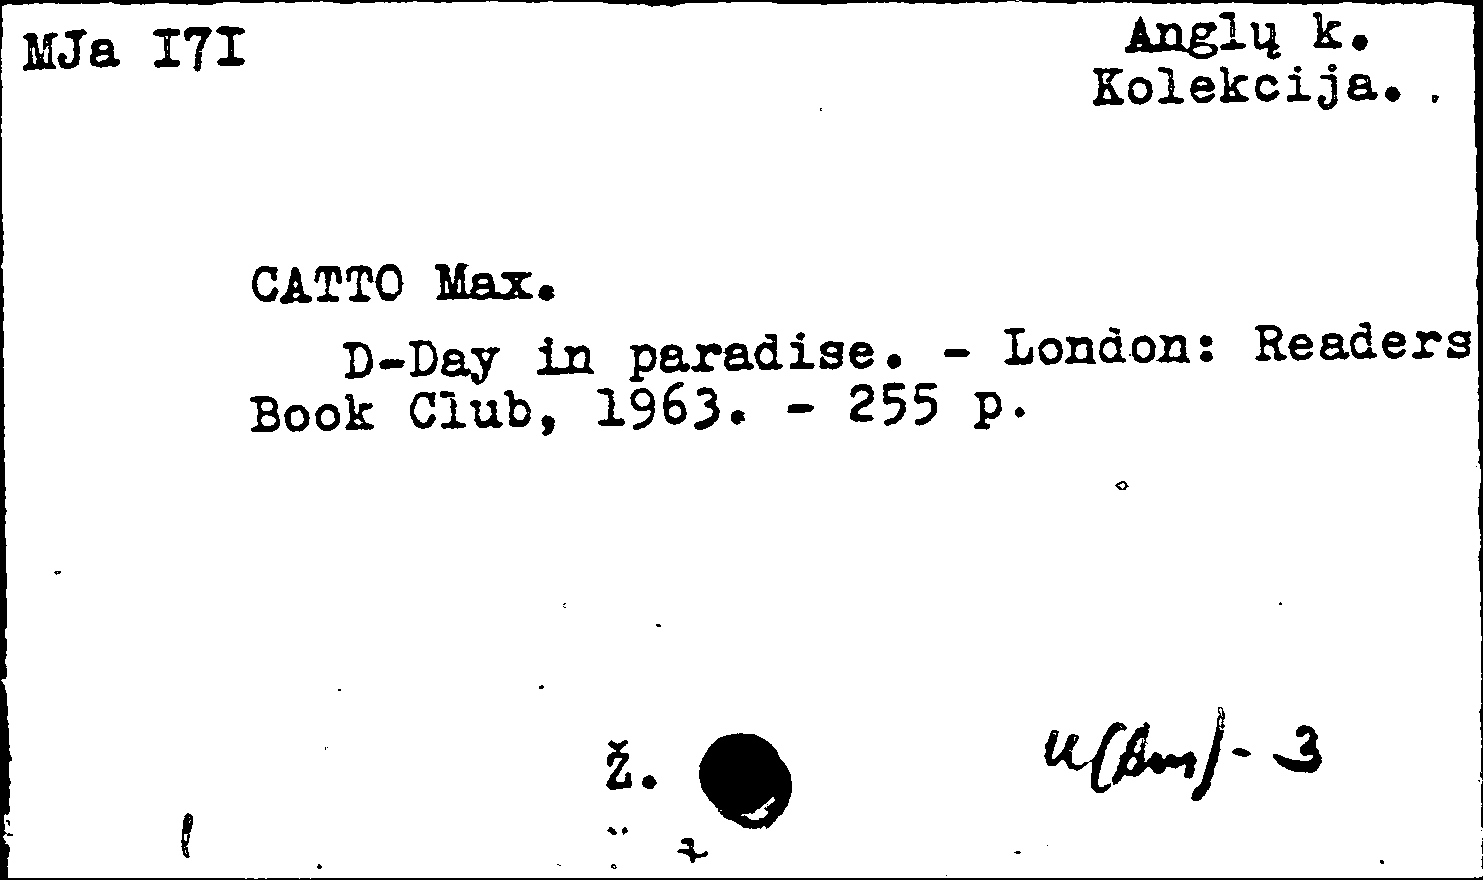 MJa I7I
Anglų k.
Kolekcija.
CATTO Max.
D-Day in paradise. - London: Readers
Book Club, 1963. - 255 p.
Ž.